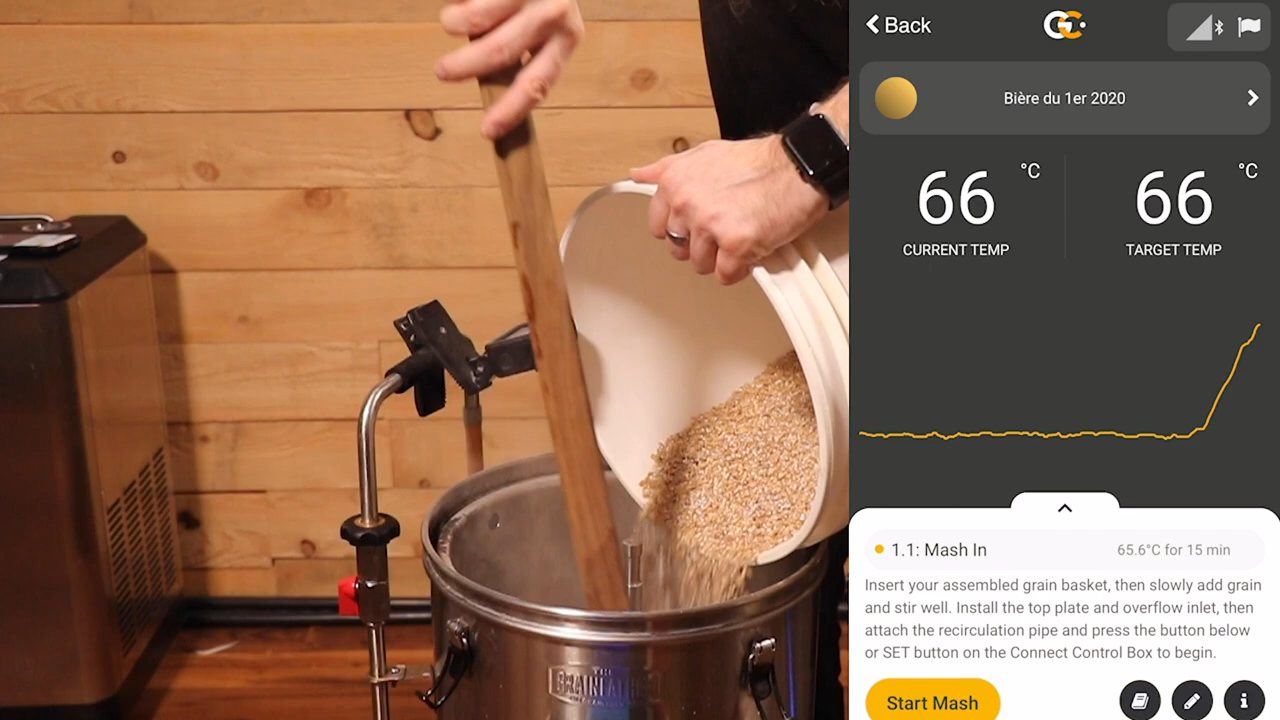 THE
GRAINFATHER
Back
GC
Bière du 1er 2020
66 °C
CURRENT TEMP
66 °C
TARGET TEMP
1.1: Mash In
65.6°C for 15 min
Insert your assembled grain basket, then slowly add grain
and stir well. Install the top plate and overflow inlet, then
attach the recirculation pipe and press the button below
or SET button on the Connect Control Box to begin.
Start Mash